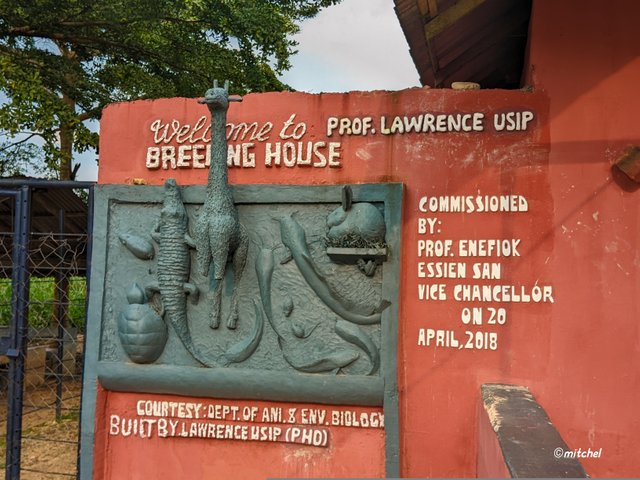 Welcome to: PROF. LAWRENCE USIP
BREEDING HOUSE
COMMISSIONED
BY:
PROF. ENEFIOK
ESSIEN SAN
VICE CHANCELLOR
ON 20
APRIL, 2018
COURTESY: DEPT. OF ANI. & ENV. BIOLOGY
BUILT BY. LAWRENCE USIP (PHD)
©mitchel